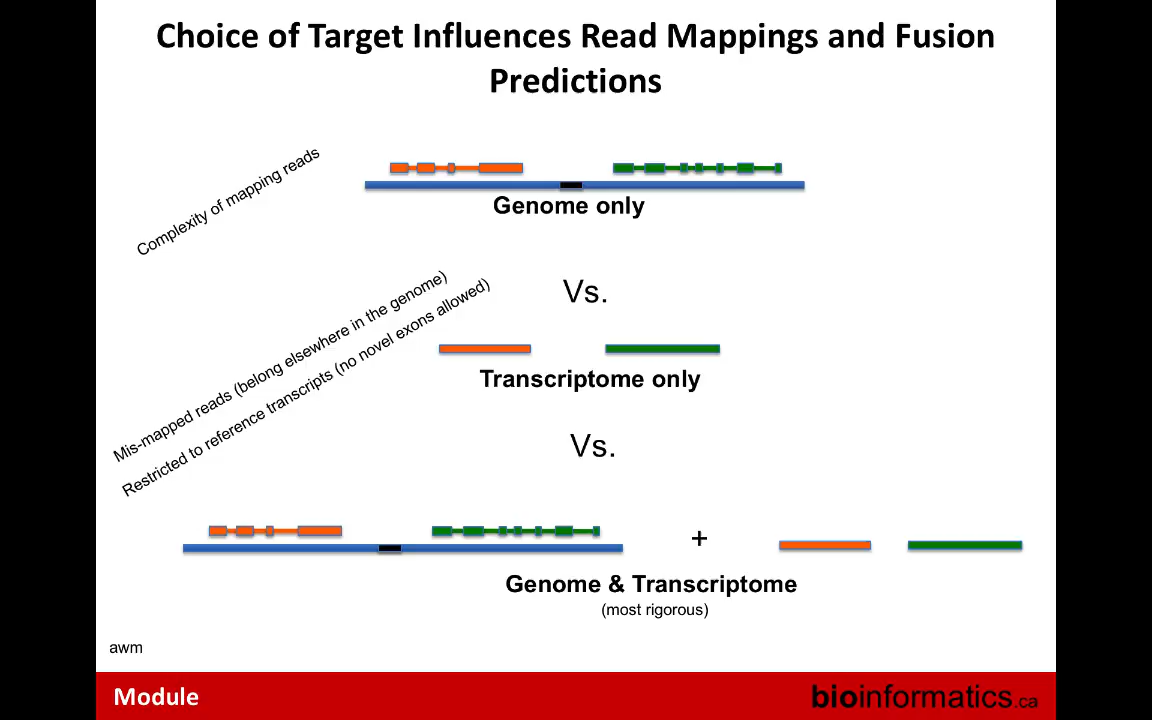 Choice of Target Influences Read Mappings and Fusion
Predictions
Complexity of mapping reads
Genome only
Vs.
Mis-mapped reads (belong elsewhere in the genome)
Restricted to reference transcripts (no novel exons allowed)
Transcriptome only
Vs.
+
Genome & Transcriptome
(most rigorous)
awm
Module
bioinformatics.ca